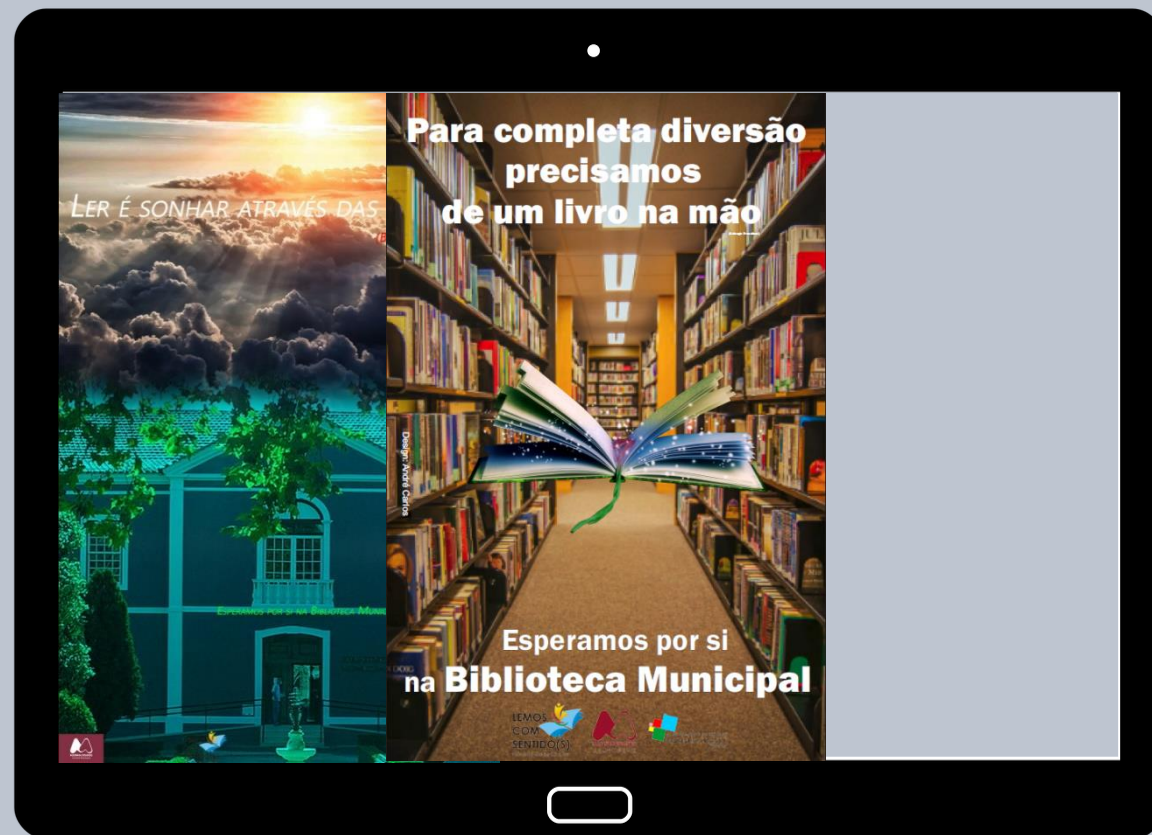 LER É SONHAR ATRAVÉS DAS
ESPERAMOS POR SI NA BIBLIOTECA MUNIC
Para completa diversão
precisamos
de um livro na mão
Design: André Carlos
Esperamos por si
na Biblioteca Municipal
LEMOS
COM
SENTIDO(S)